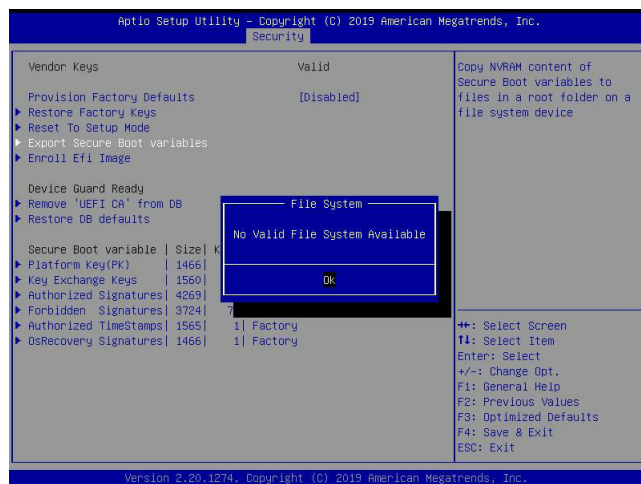 Aptio Setup Utility – Copyright (C) 2019 American Megatrends, Inc.
Security
Vendor Keys Valid
Provision Factory Defaults [Disabled]
Restore Factory Keys
Reset To Setup Mode
Export Secure Boot variables
Enroll Efi Image
Device Guard Ready
Remove 'UEFI CA' from DB
Restore DB defaults
Secure Boot variable | Size| K
Platform Key(PK) | 1466|
Key Exchange Keys | 1560|
Authorized Signatures| 4269|
Forbidden Signatures| 3724| 7
Authorized TimeStamps| 1565| 1| Factory
OsRecovery Signatures| 1466| 1| Factory
File System
No Valid File System Available
Ok
Copy NVRAM content of
Secure Boot variables to
files in a root folder on a
file system device
→←: Select Screen
↑↓: Select Item
Enter: Select
+/-: Change Opt.
F1: General Help
F2: Previous Values
F3: Optimized Defaults
F4: Save & Exit
ESC: Exit
Version 2.20.1274. Copyright (C) 2019 American Megatrends, Inc.